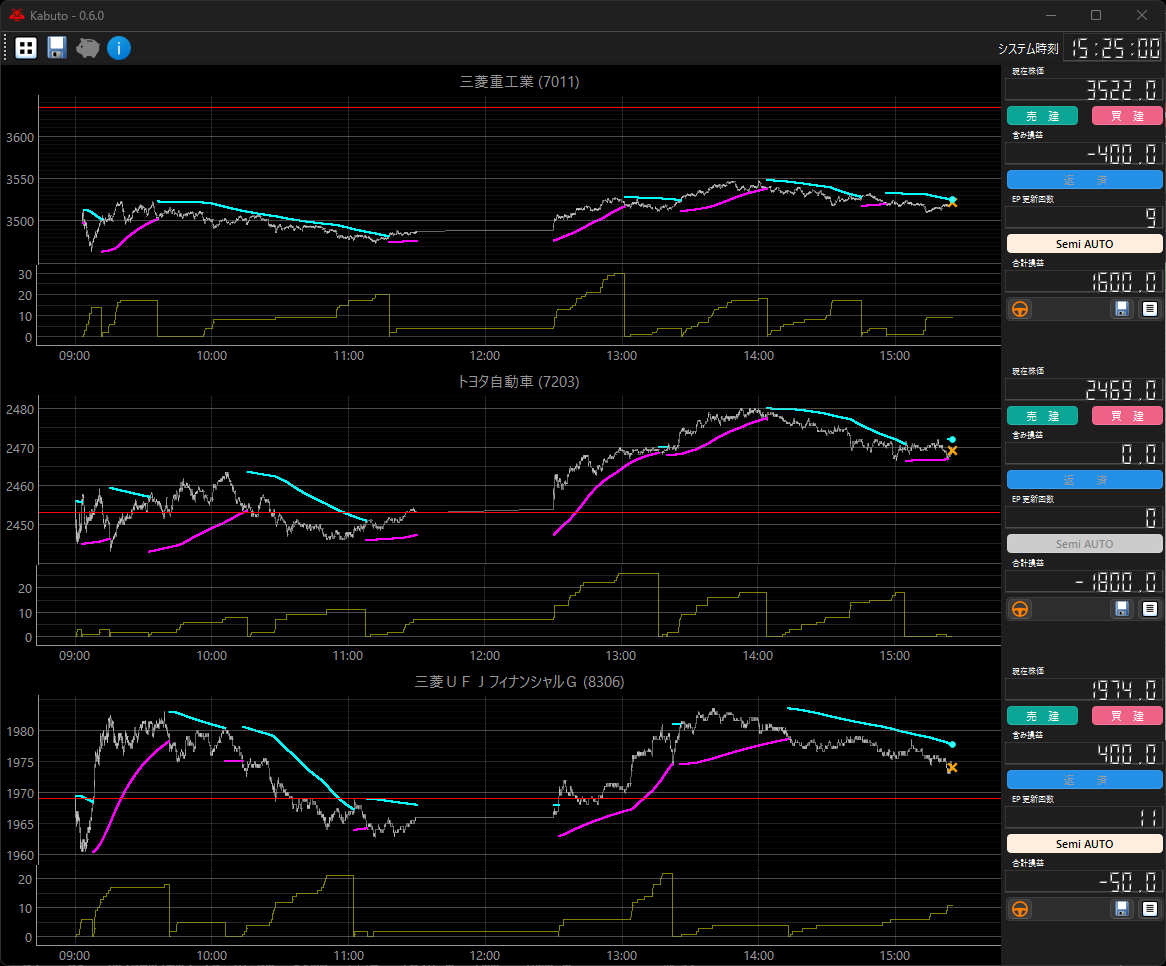 Kabuto - 0.6.0
システム時刻 15:25:00
三菱重工業 (7011)
3600
3550
3500
30
20
10
0
09:00 10:00 11:00 12:00 13:00 14:00 15:00
現在株価
3522.0
売 建 買 建
含み損益
-400.0
返 済
EP 更新回数
9
Semi AUTO
合計損益
1600.0
トヨタ自動車 (7203)
2480
2470
2460
2450
20
10
0
09:00 10:00 11:00 12:00 13:00 14:00 15:00
現在株価
2469.0
売 建 買 建
含み損益
0.0
返 済
EP 更新回数
0
Semi AUTO
合計損益
-1800.0
三菱ＵＦＪフィナンシャルＧ (8306)
1980
1975
1970
1965
1960
20
10
0
09:00 10:00 11:00 12:00 13:00 14:00 15:00
現在株価
1974.0
売 建 買 建
含み損益
400.0
返 済
EP 更新回数
11
Semi AUTO
合計損益
-50.0